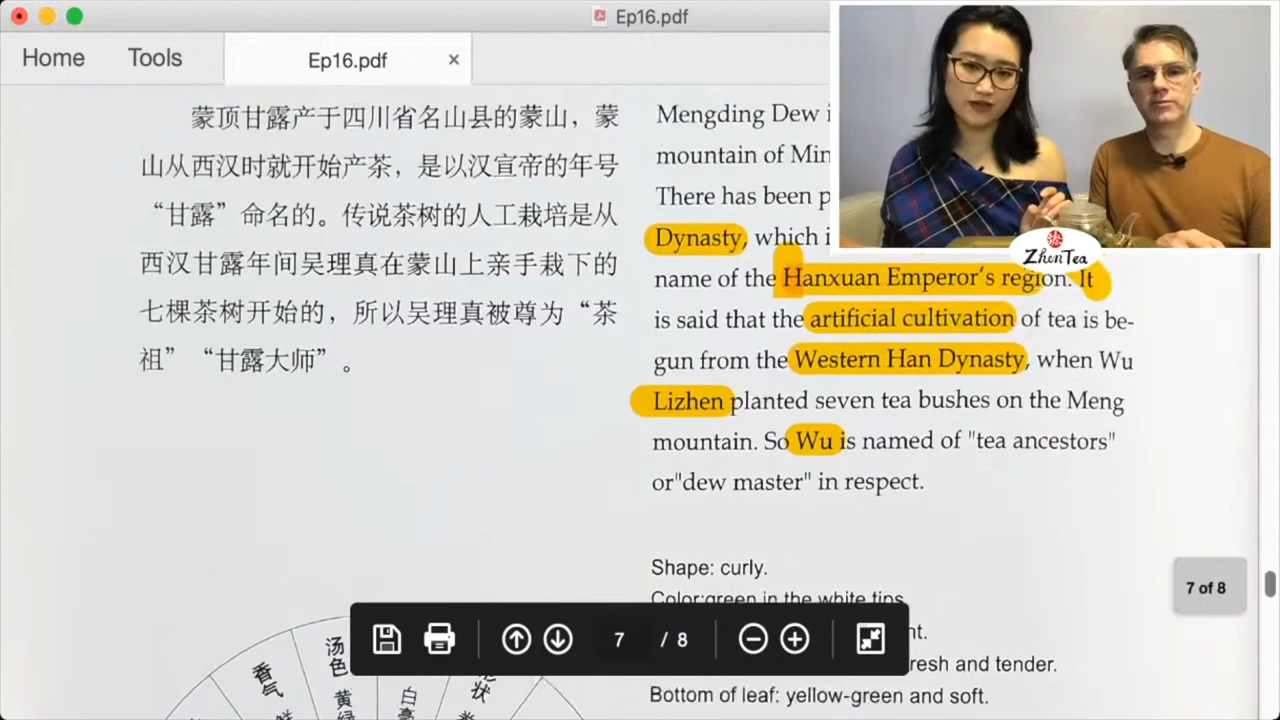 Ep16.pdf
Home
Tools
Ep16.pdf
蒙顶甘露产于四川省名山县的蒙山，蒙
山从西汉时就开始产茶，是以汉宣帝的年号
“甘露”命名的。传说茶树的人工栽培是从
西汉甘露年间吴理真在蒙山上亲手栽下的
七棵茶树开始的，所以吴理真被尊为“茶
祖”“甘露大师”。
Mengding Dew
mountain of
There has been
Dynasty, which
name of the Hanxuan Emperor's region. It
is said that the artificial cultivation of tea is be-
gun from the Western Han Dynasty, when Wu
Lizhen planted seven tea bushes on the Meng
mountain. So Wu is named of "tea ancestors"
or"dew master" in respect.
ZhenTea
Shape: curly.
Color:green in the white tips
and tender.
Bottom of leaf: yellow-green and soft.
7 of 8
7 / 8
汤色
香气
黄绿
白毫